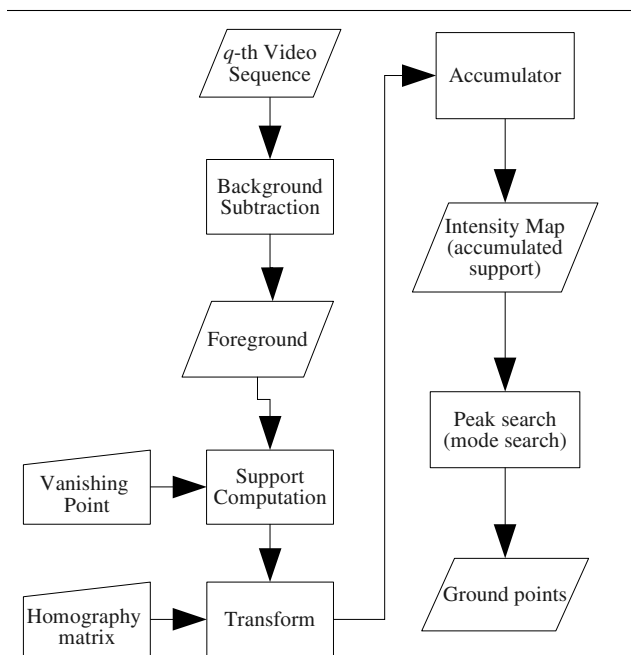 q-th Video
Sequence
Background
Subtraction
Foreground
Vanishing
Point
Support
Computation
Homography
matrix
Transform
Accumulator
Intensity Map
(accumulated
support)
Peak search
(mode search)
Ground points